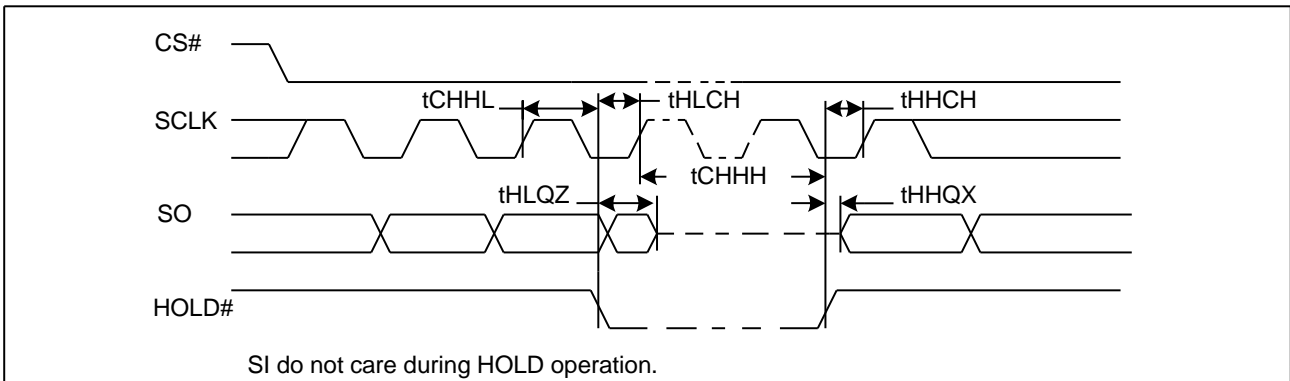 CS#
tCHHL
tHLCH
tHHCH
SCLK
tCHHH
tHLQZ
tHHQX
SO
HOLD#
SI do not care during HOLD operation.